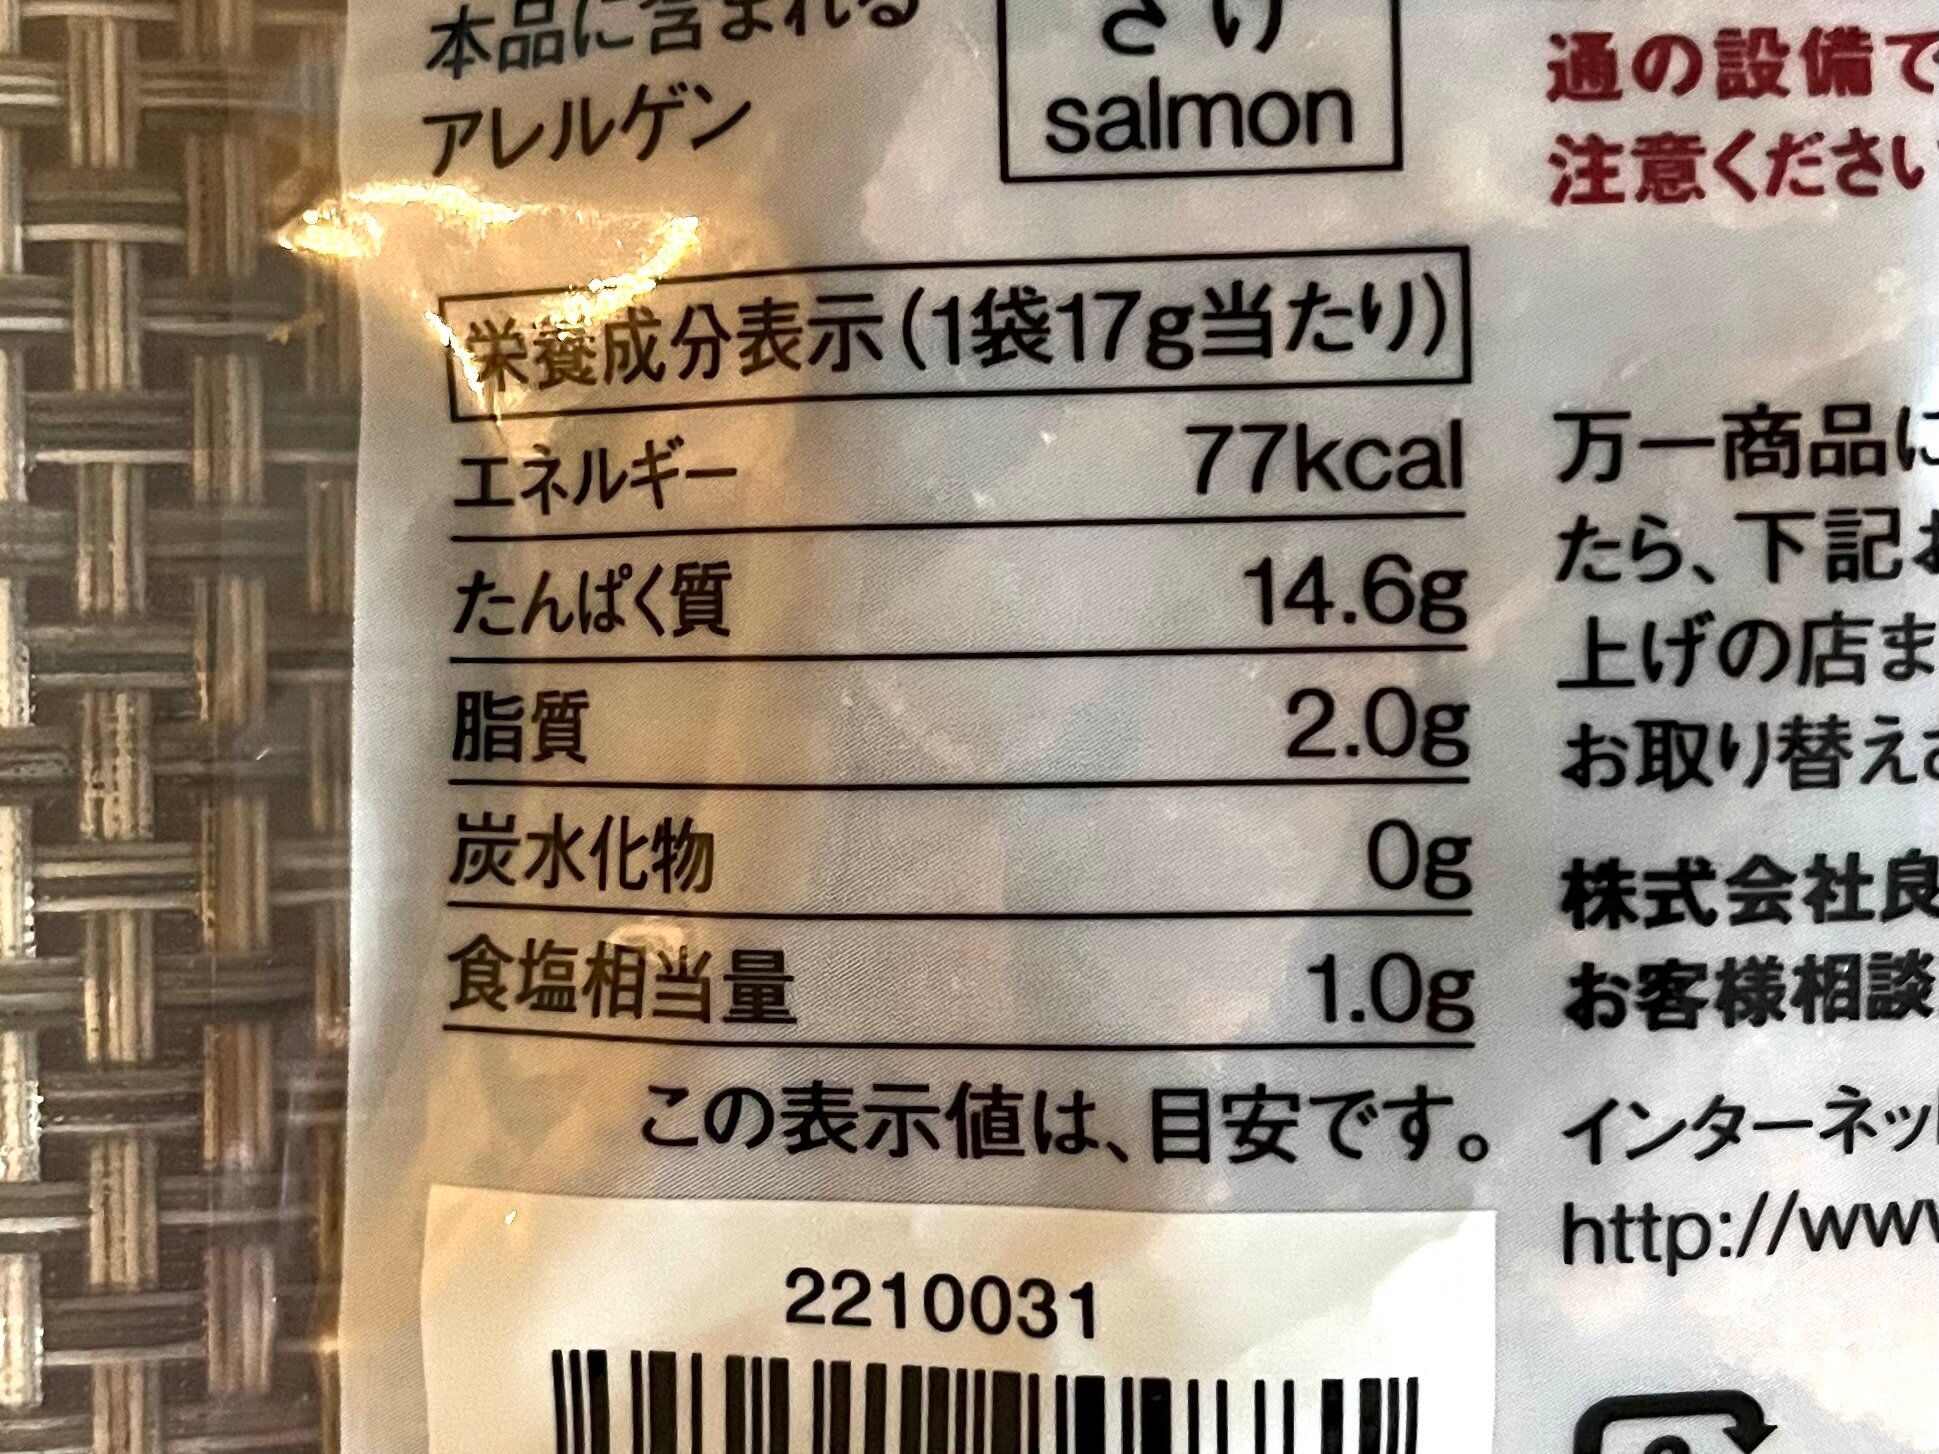 本品に含まれる
アレルゲン
さけ
salmon
通の設備で
注意ください
栄養成分表示(1袋17g当たり)
エネルギー 77kcal
たんぱく質 14.6g
脂質 2.0g
炭水化物 0g
食塩相当量 1.0g
この表示値は、目安です。
2210031
万一商品に
たら、下記お
上げの店ま
お取り替えさ
株式会社良
お客様相談
インターネッ
http://www